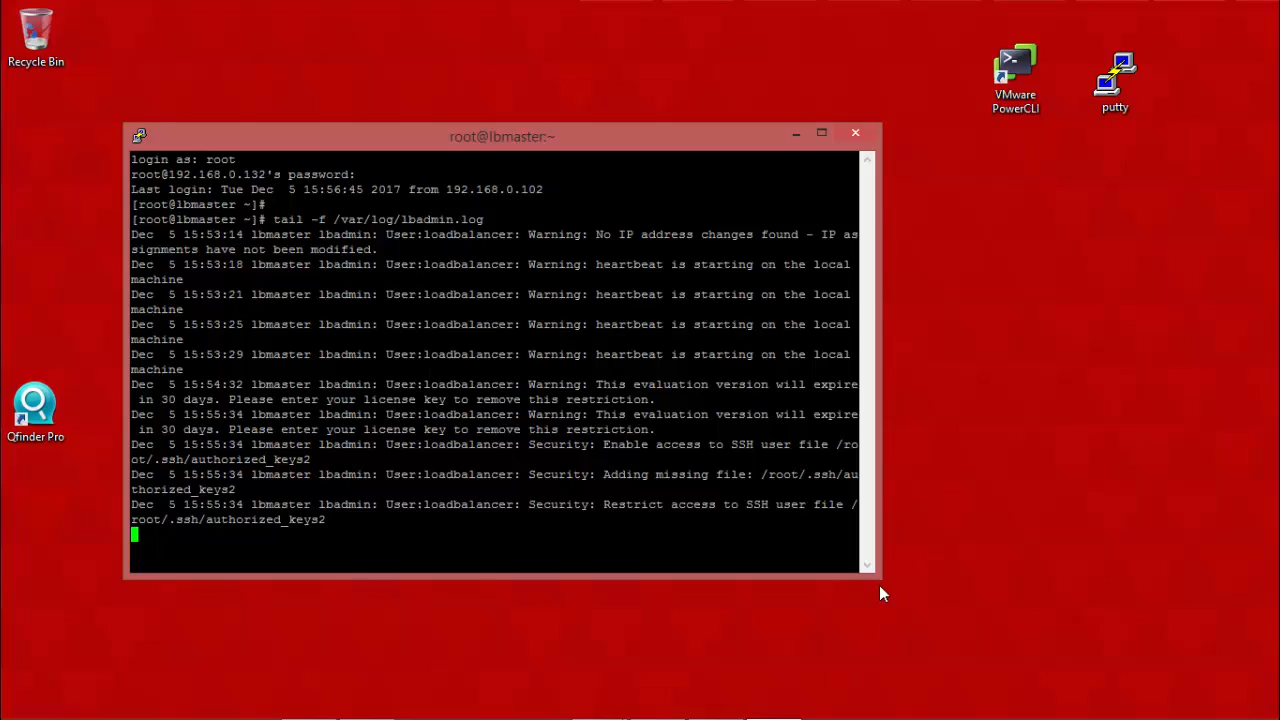 Recycle Bin
VMware
PowerCLI
putty
Qfinder Pro
root@lbmaster:~
login as: root
root@192.168.0.132's password:
Last login: Tue Dec  5 15:56:45 2017 from 192.168.0.102
[root@lbmaster ~]#
[root@lbmaster ~]# tail -f /var/log/lbadmin.log
Dec  5 15:53:14 lbmaster lbadmin: User:loadbalancer: Warning: No IP address changes found - IP as
signments have not been modified.
Dec  5 15:53:18 lbmaster lbadmin: User:loadbalancer: Warning: heartbeat is starting on the local
machine
Dec  5 15:53:21 lbmaster lbadmin: User:loadbalancer: Warning: heartbeat is starting on the local
machine
Dec  5 15:53:25 lbmaster lbadmin: User:loadbalancer: Warning: heartbeat is starting on the local
machine
Dec  5 15:53:29 lbmaster lbadmin: User:loadbalancer: Warning: heartbeat is starting on the local
machine
Dec  5 15:54:32 lbmaster lbadmin: User:loadbalancer: Warning: This evaluation version will expire
 in 30 days. Please enter your license key to remove this restriction.
Dec  5 15:55:34 lbmaster lbadmin: User:loadbalancer: Warning: This evaluation version will expire
 in 30 days. Please enter your license key to remove this restriction.
Dec  5 15:55:34 lbmaster lbadmin: User:loadbalancer: Security: Enable access to SSH user file /ro
ot/.ssh/authorized_keys2
Dec  5 15:55:34 lbmaster lbadmin: User:loadbalancer: Security: Adding missing file: /root/.ssh/au
thorized_keys2
Dec  5 15:55:34 lbmaster lbadmin: User:loadbalancer: Security: Restrict access to SSH user file /
root/.ssh/authorized_keys2